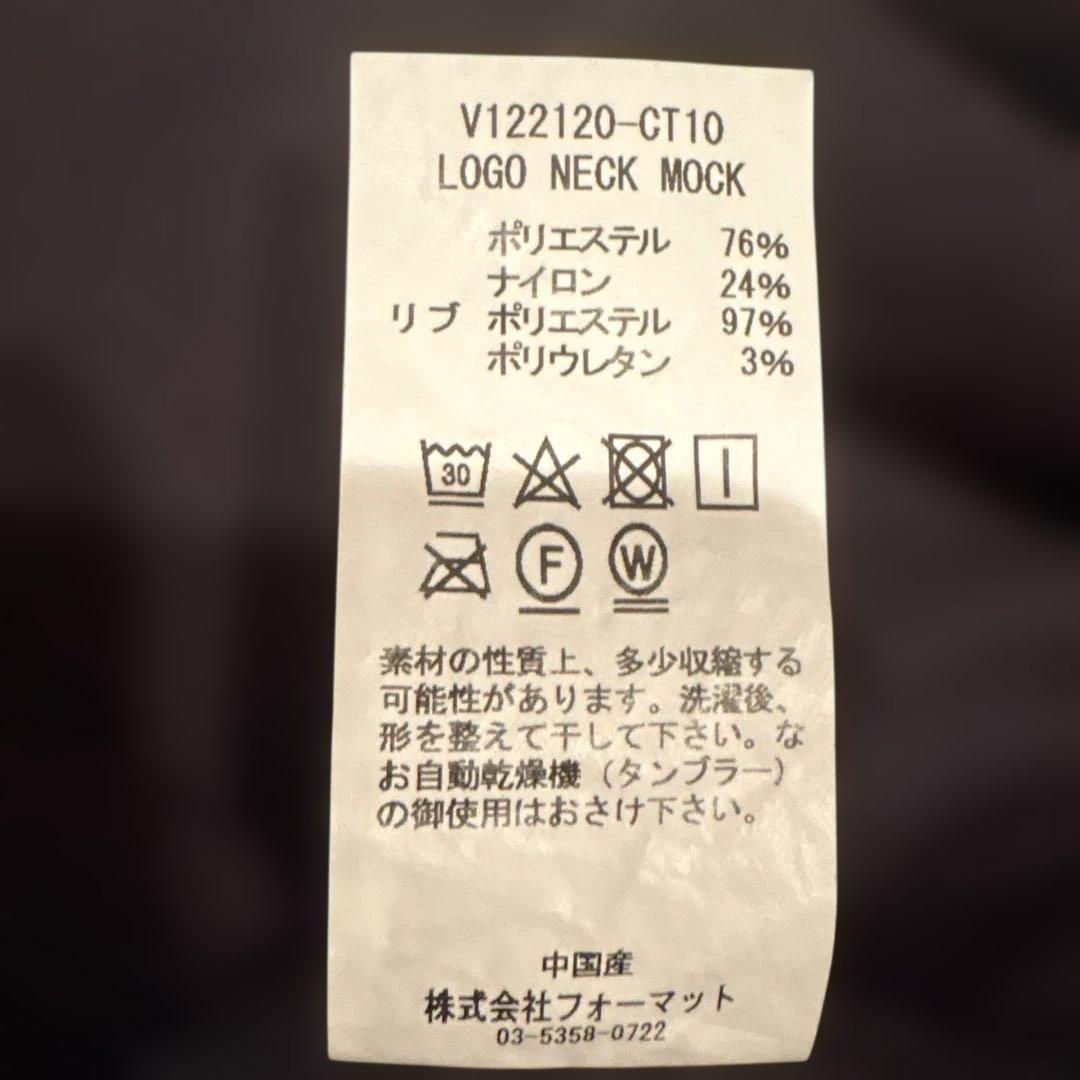 V122120-CT10
LOGO NECK MOCK
ポリエステル 76%
ナイロン 24%
リブ ポリエステル 97%
ポリウレタン 3%
30
F W
素材の性質上、多少収縮する
可能性があります。洗濯後、
形を整えて干して下さい。な
お自動乾燥機（タンブラー）
の御使用はおさけ下さい。
中国産
株式会社フォーマット
03-5358-0722